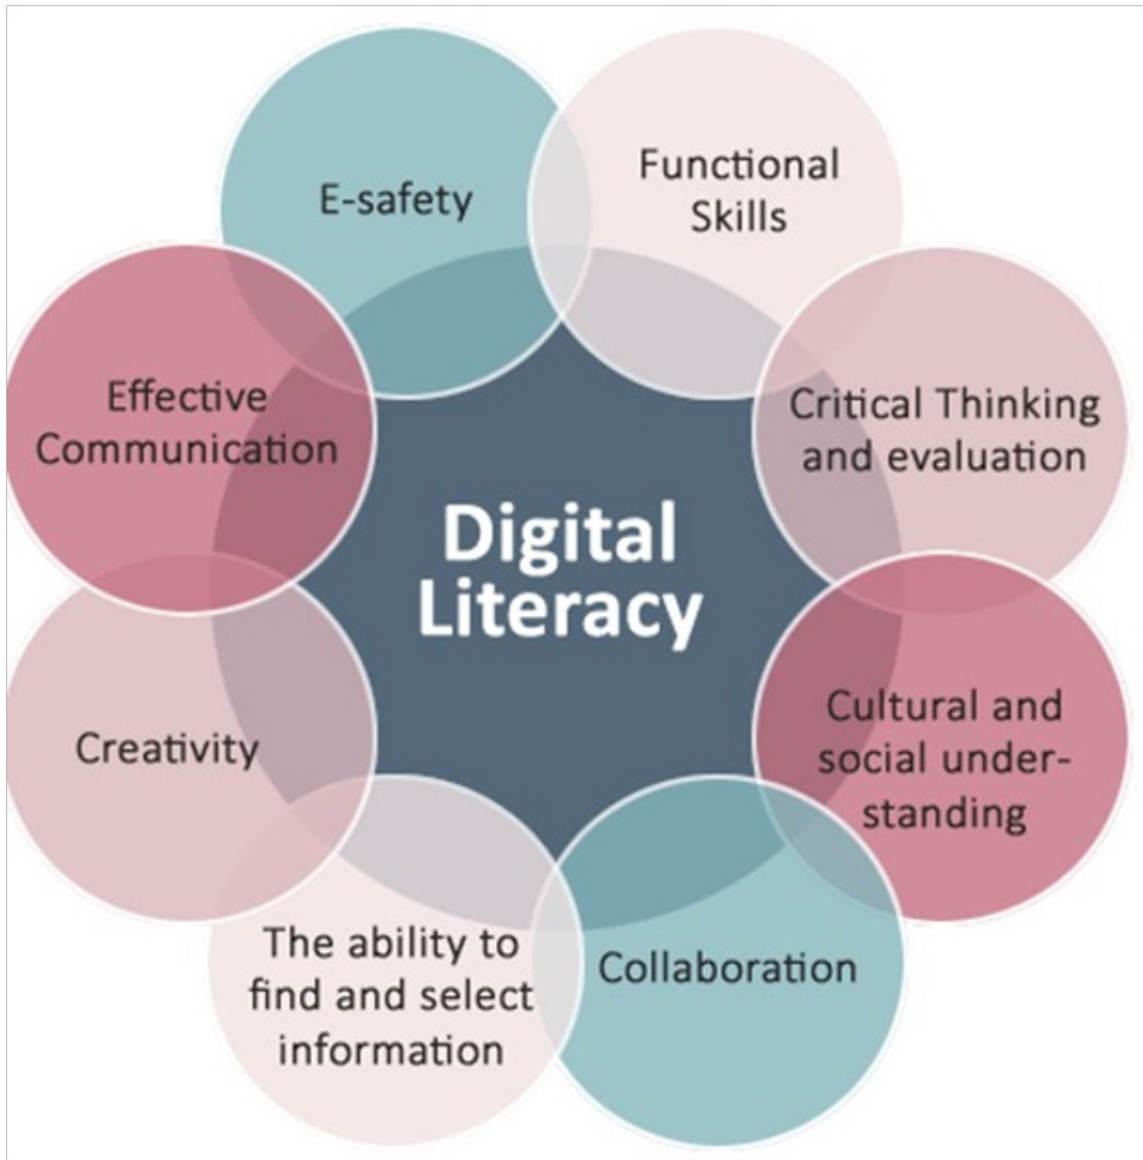 E-safety
Functional
Skills
Effective
Communication
Critical Thinking
and evaluation
Digital
Literacy
Creativity
Cultural and
social under-
standing
The ability to
find and select
information
Collaboration